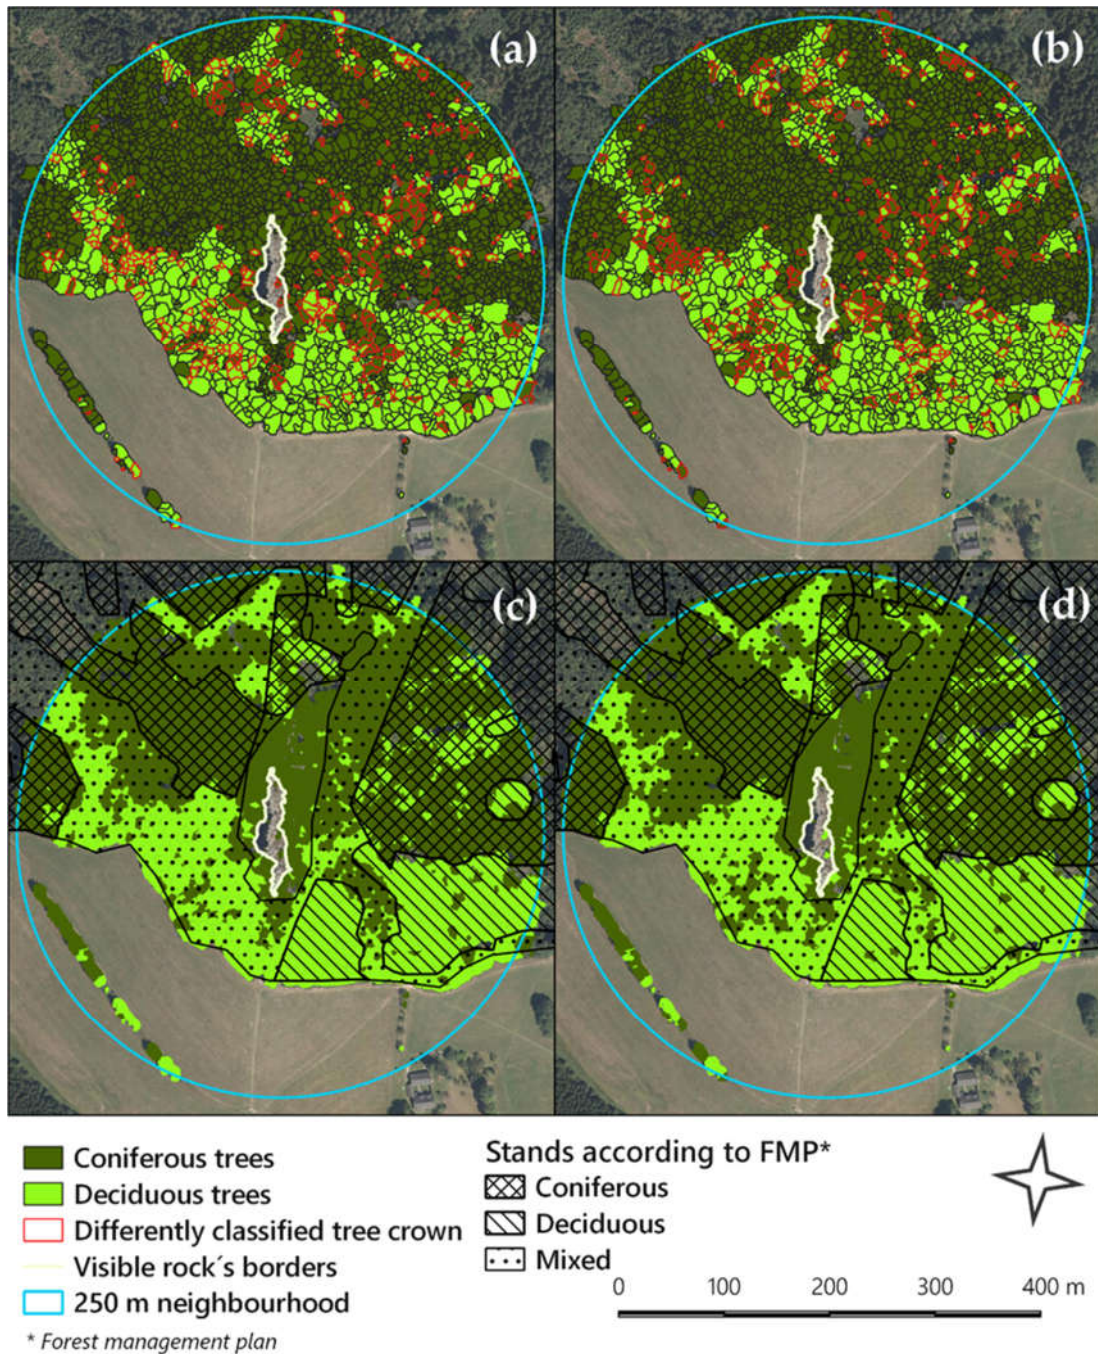 (a)
(b)
(c)
(d)
Coniferous trees
Deciduous trees
Differently classified tree crown
Visible rock´s borders
250 m neighbourhood
* Forest management plan
Stands according to FMP*
Coniferous
Deciduous
Mixed
0 100 200 300 400 m